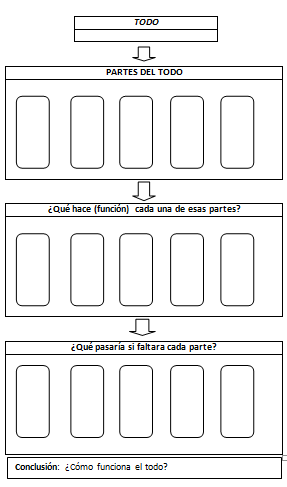 TODO
PARTES DEL TODO
¿Qué hace (función) cada una de esas partes?
¿Qué pasaría si faltara cada parte?
Conclusión: ¿Cómo funciona el todo?